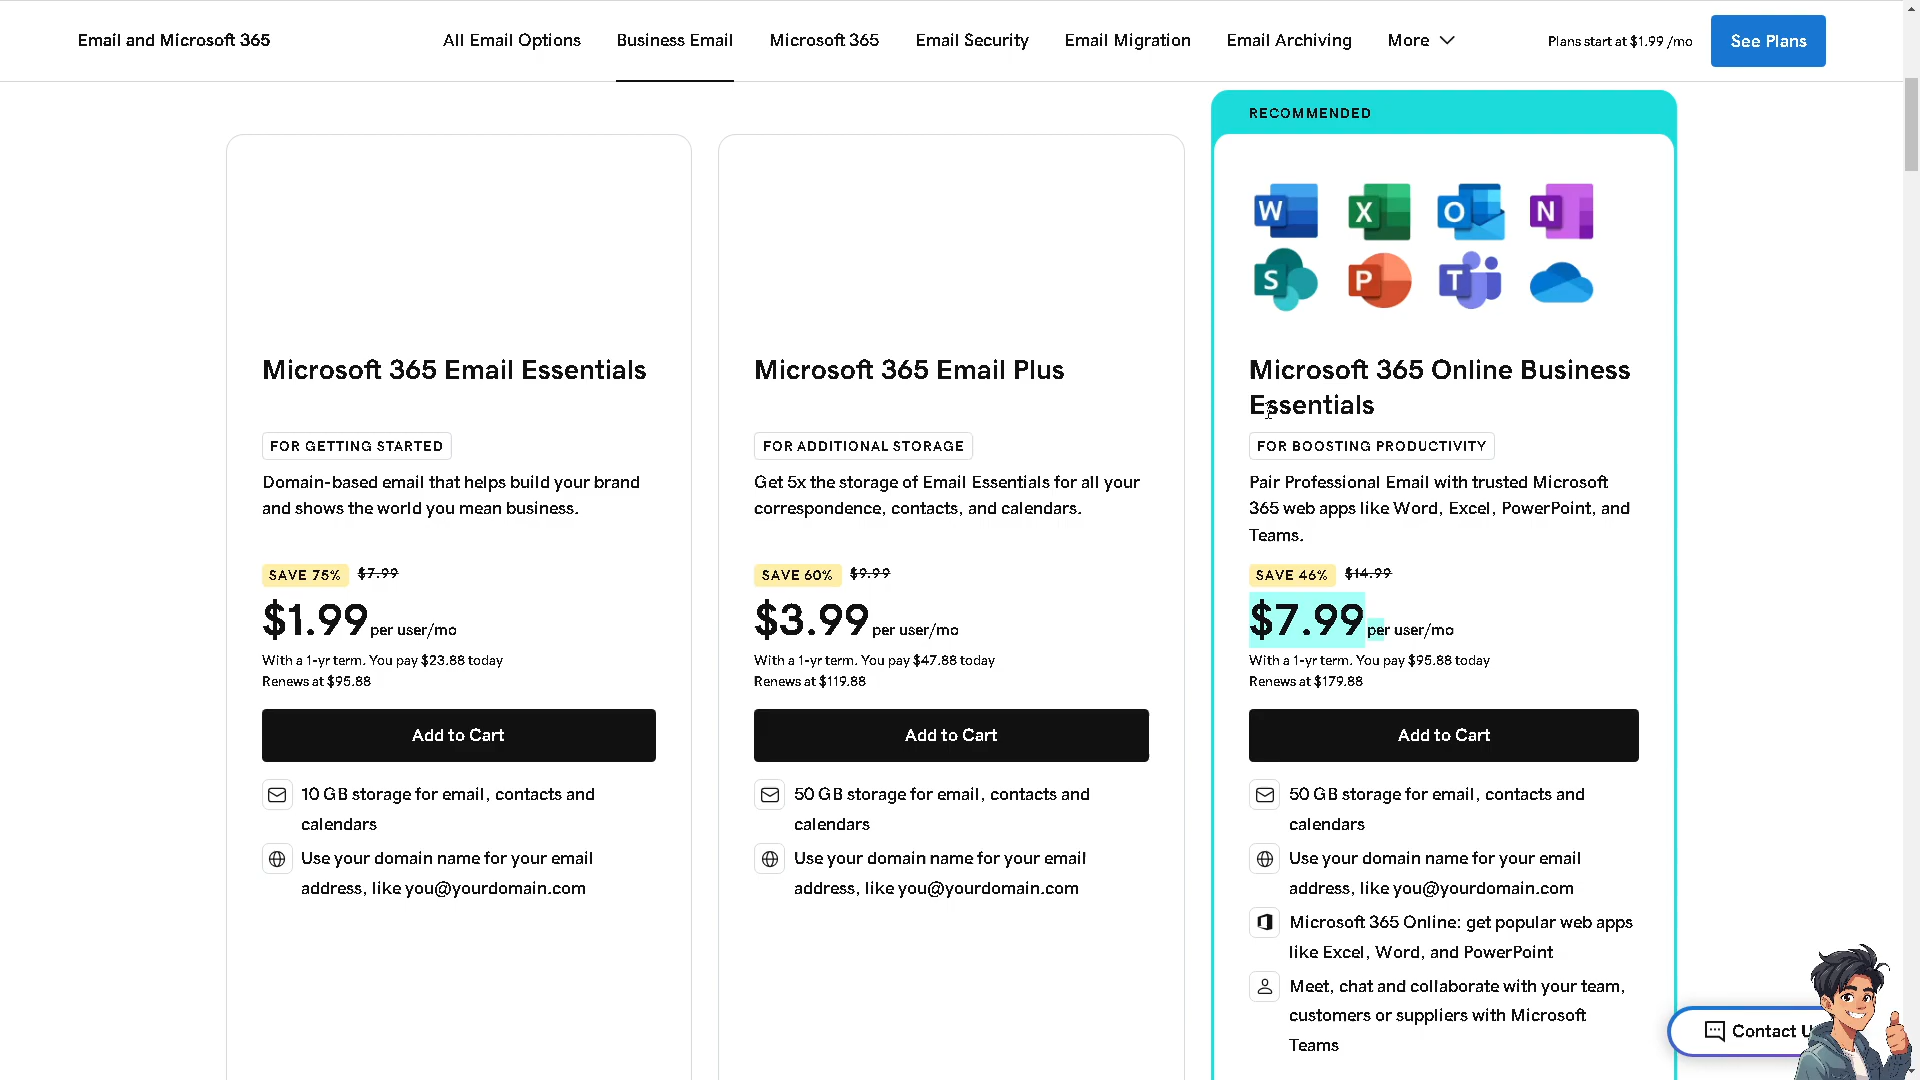 Email and Microsoft 365
All Email Options
Business Email
Microsoft 365
Email Security
Email Migration
Email Archiving
More
Plans start at $1.99 /mo
See Plans
Microsoft 365 Email Essentials
FOR GETTING STARTED
Domain-based email that helps build your brand
and shows the world you mean business.
SAVE 75% $7.99
$1.99 per user/mo
With a 1-yr term. You pay $23.88 today
Renews at $95.88
Add to Cart
10 GB storage for email, contacts and
calendars
Use your domain name for your email
address, like you@yourdomain.com
Microsoft 365 Email Plus
FOR ADDITIONAL STORAGE
Get 5x the storage of Email Essentials for all your
correspondence, contacts, and calendars.
SAVE 60% $9.99
$3.99 per user/mo
With a 1-yr term. You pay $47.88 today
Renews at $119.88
Add to Cart
50 GB storage for email, contacts and
calendars
Use your domain name for your email
address, like you@yourdomain.com
RECOMMENDED
W X O N
S P T
Microsoft 365 Online Business
Essentials
FOR BOOSTING PRODUCTIVITY
Pair Professional Email with trusted Microsoft
365 web apps like Word, Excel, PowerPoint, and
Teams.
SAVE 46% $14.99
$7.99 per user/mo
With a 1-yr term. You pay $95.88 today
Renews at $179.88
Add to Cart
50 GB storage for email, contacts and
calendars
Use your domain name for your email
address, like you@yourdomain.com
Microsoft 365 Online: get popular web apps
like Excel, Word, and PowerPoint
Meet, chat and collaborate with your team,
customers or suppliers with Microsoft
Teams
Contact U